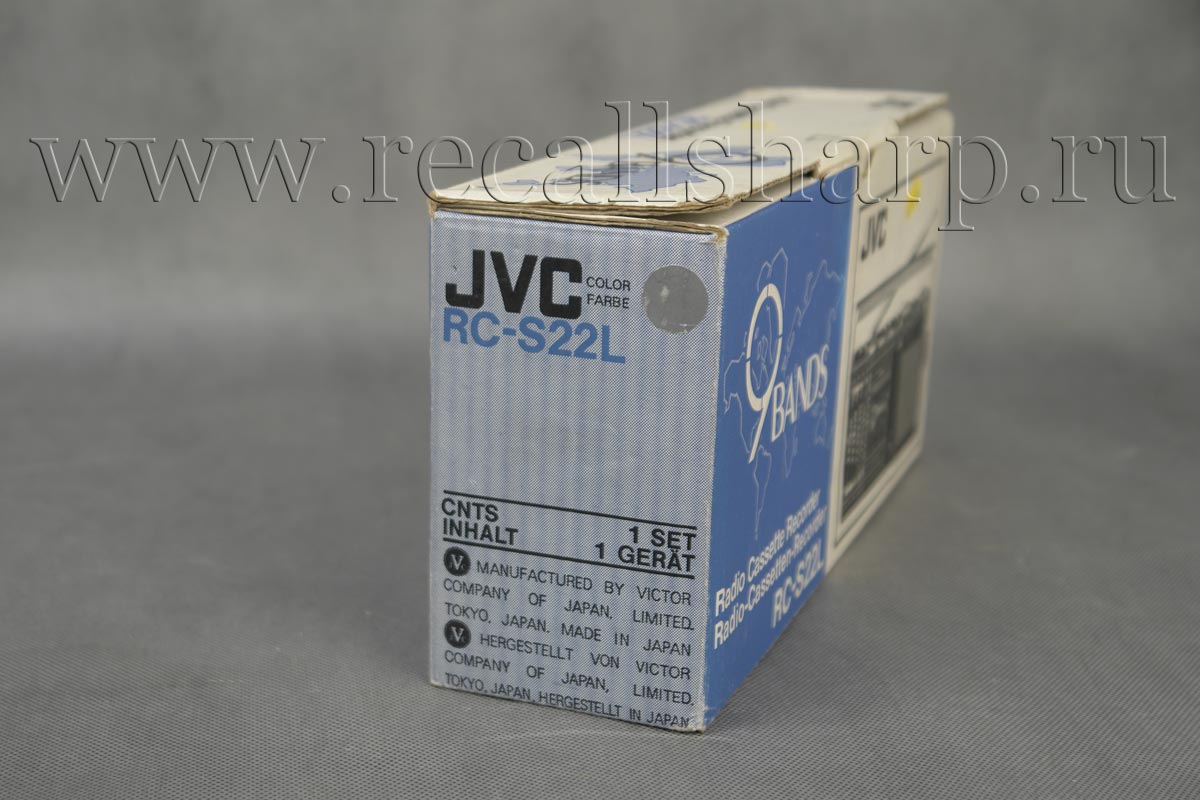 www.recallsharp.ru
JVC
COLOR
FARBE
RC-S22L
CNTS 1 SET
INHALT 1 GERÄT
V. MANUFACTURED BY VICTOR
COMPANY OF JAPAN, LIMITED.
TOKYO, JAPAN. MADE IN JAPAN
V. HERGESTELLT VON VICTOR
COMPANY OF JAPAN, LIMITED.
TOKYO, JAPAN, HERGESTELLT IN JAPAN
9
BANDS
Radio Cassette Recorder
Radio-Cassetten-Recorder
RC-S22L
JVC